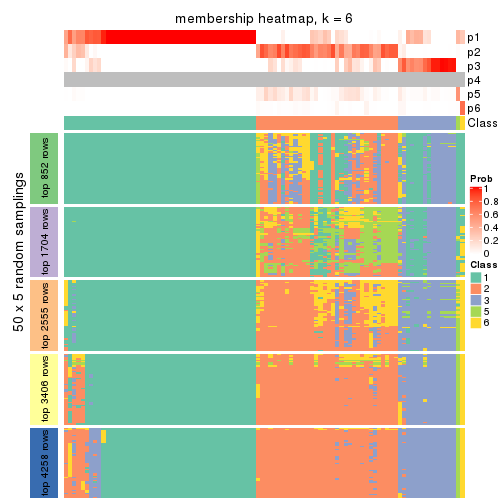 membership heatmap, k = 6
p1
p2
p3
p4
p5
p6
Class
50 x 5 random samplings
top 852 rows
top 1704 rows
top 2555 rows
top 3406 rows
top 4258 rows
Prob
1
0.8
0.6
0.4
0.2
0
Class
1
2
3
5
6